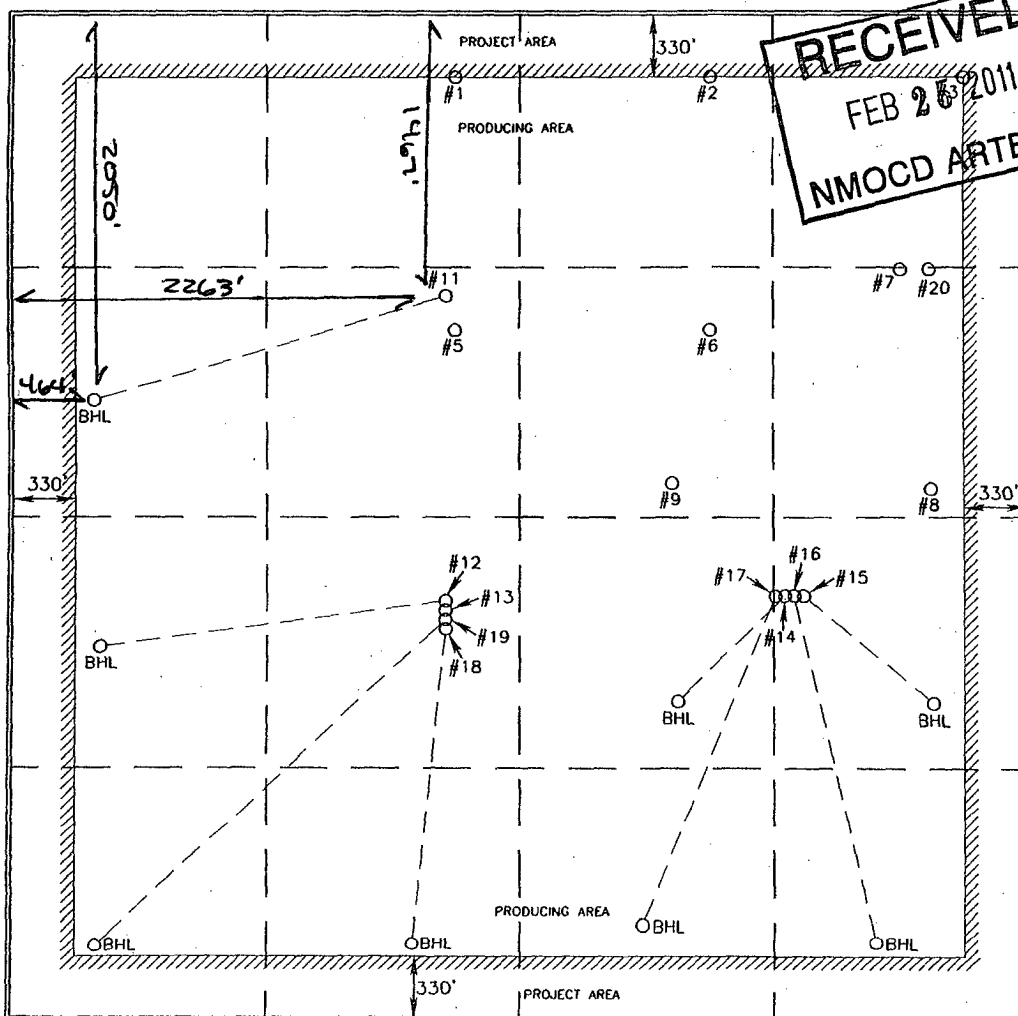 PROJECT AREA
330'
RECEIVED
#1
#2
2011
FEB
PRODUCING AREA
NMOCD ARTE
2050'
1467'
#11
2263'
#7
#20
#5
#6
464'
BHL
330'
#9
#8
330'
#12
#13
#19
#18
#16
#17
#15
#14
BHL
BHL
BHL
PRODUCING AREA
BHL
BHL
BHL
BHL
330'
PROJECT AREA